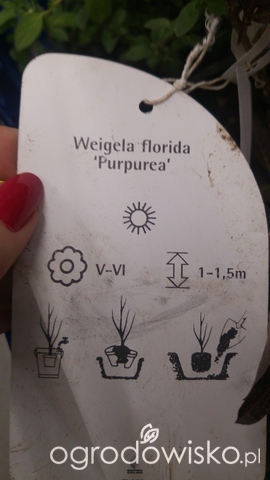 Weigela florida
'Purpurea'
V-VI
1-1,5m
ogrodowisko.pl